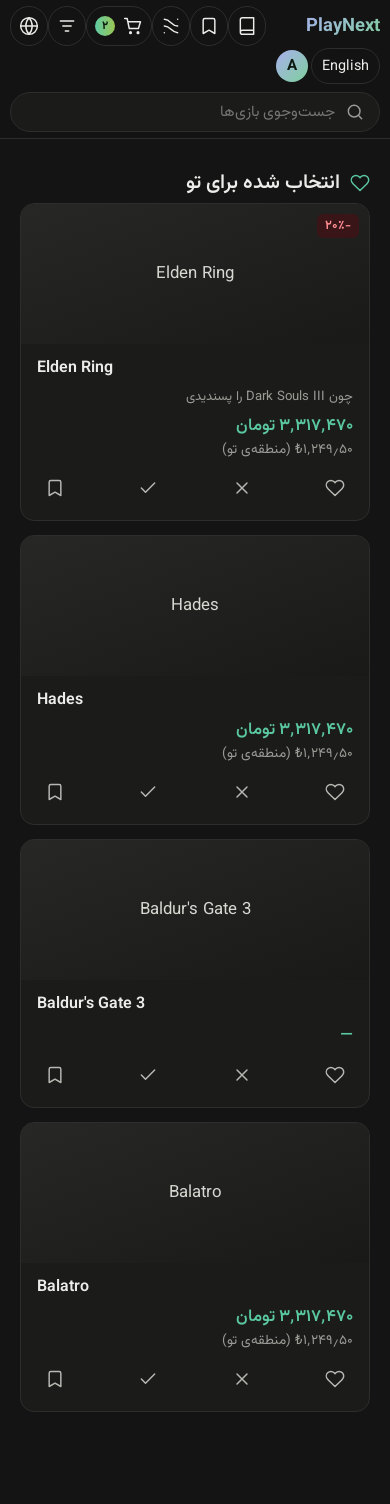 PlayNext
۲
English
A
جست‌وجوی بازی‌ها
انتخاب شده برای تو
−۲۰٪
Elden Ring
Elden Ring
چون Dark Souls III را پسندیدی
۳,۳۱۷,۴۷۰ تومان
₺۱,۲۴۹٫۵۰ (منطقه‌ی تو)
Hades
Hades
۳,۳۱۷,۴۷۰ تومان
₺۱,۲۴۹٫۵۰ (منطقه‌ی تو)
Baldur's Gate 3
Baldur's Gate 3
—
Balatro
Balatro
۳,۳۱۷,۴۷۰ تومان
₺۱,۲۴۹٫۵۰ (منطقه‌ی تو)